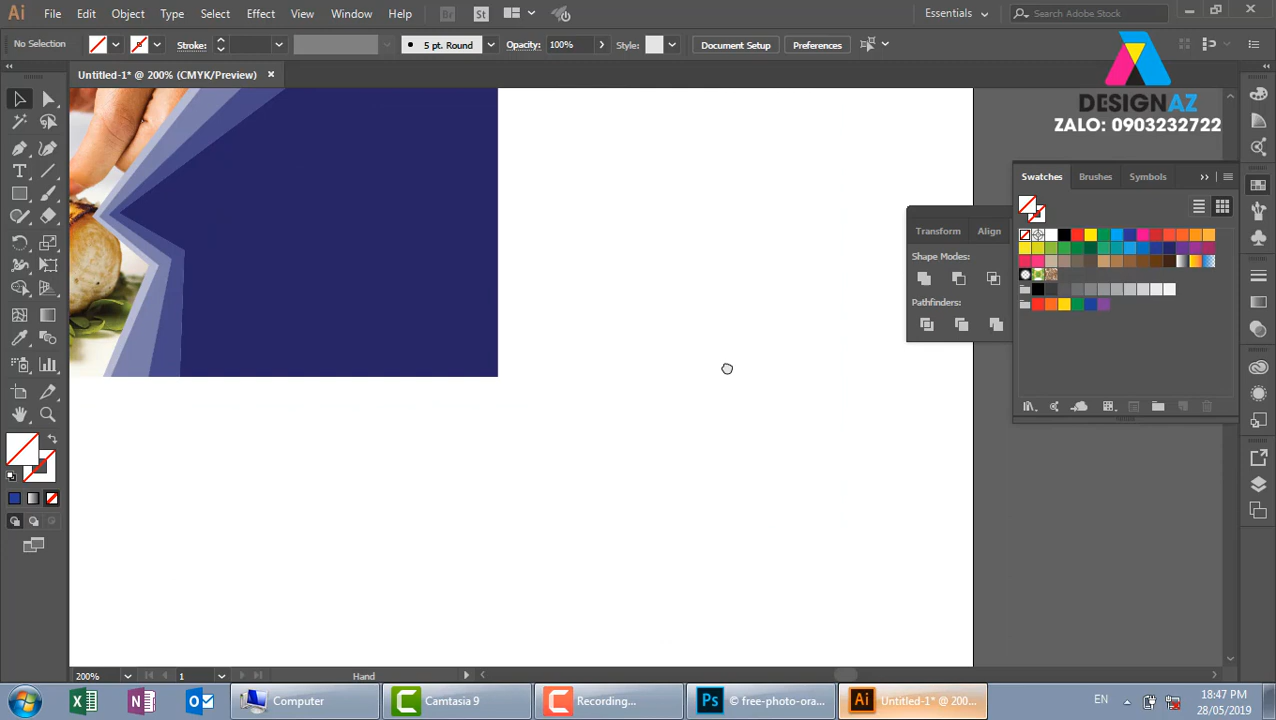 Ai File Edit Object Type Select Effect View Window Help Br St Essentials Search Adobe Stock
No Selection Stroke: 5 pt. Round Opacity: 100% Style: Document Setup Preferences
Untitled-1* @ 200% (CMYK/Preview)
DESIGNAZ
ZALO: 0903232722
Swatches Brushes Symbols
Transform Align
Shape Modes:
Pathfinders:
200% 1 Hand
Computer Camtasia 9 Recording... Ps © free-photo-ora... Ai Untitled-1* @ 200... EN 18:47 PM
28/05/2019